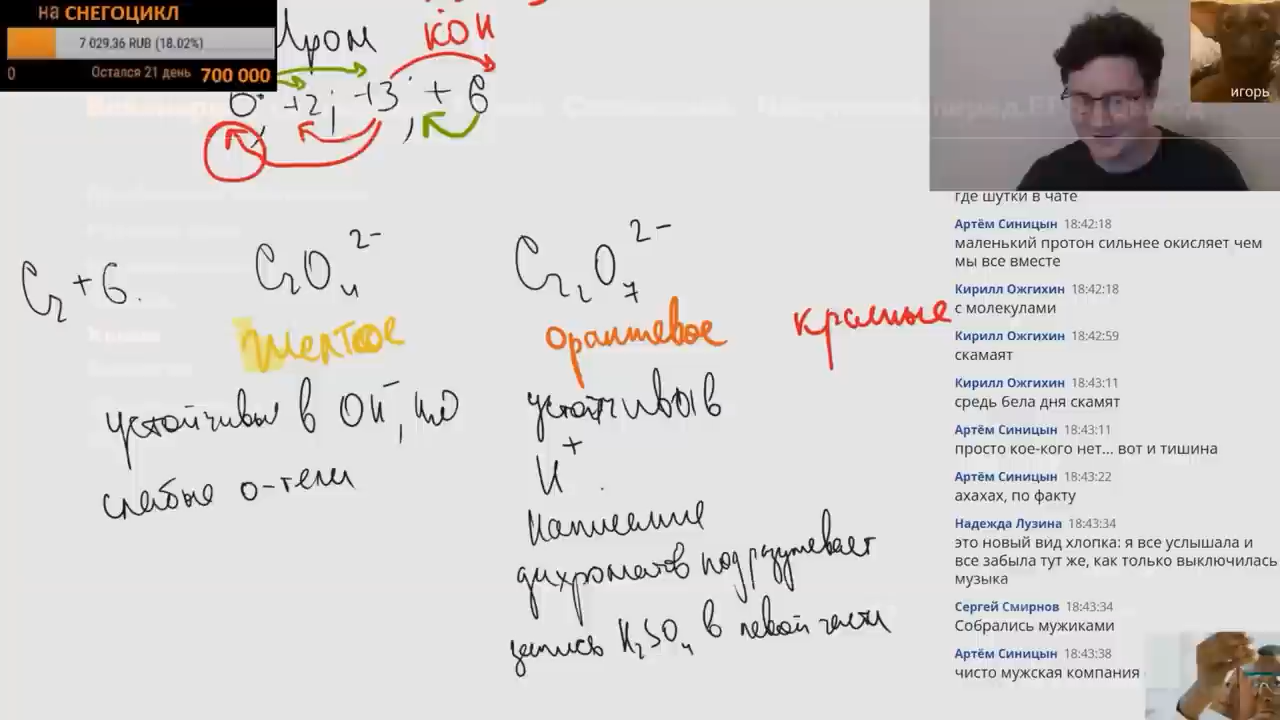 на СНЕГОЦИКЛ
7 029.36 RUB (18.02%)
0 Остался 21 день 700 000
Хром КОН
0; +2; +3; +6
игорь
где шутки в чате
Артём Синицын 18:42:18
маленький протон сильнее окисляет чем
мы все вместе
Кирилл Ожгихин 18:42:18
с молекулами
Кирилл Ожгихин 18:42:59
скамаят
Кирилл Ожгихин 18:43:11
средь бела дня скамят
Артём Синицын 18:43:11
просто кое-кого нет... вот и тишина
Артём Синицын 18:43:22
ахахах, по факту
Надежда Лузина 18:43:34
это новый вид хлопка: я все услышала и
все забыла тут же, как только выключилась
музыка
Сергей Смирнов 18:43:34
Собрались мужиками
Артём Синицын 18:43:38
чисто мужская компания
Cr +6. CrO4 2- Cr2O7 2-
желтое оранжевое красные
устойчивы в OH-, H2O
слабые о-тели
устойчивы в
H+
Написание
дихроматов подразумевает
запись H2SO4 в левой части